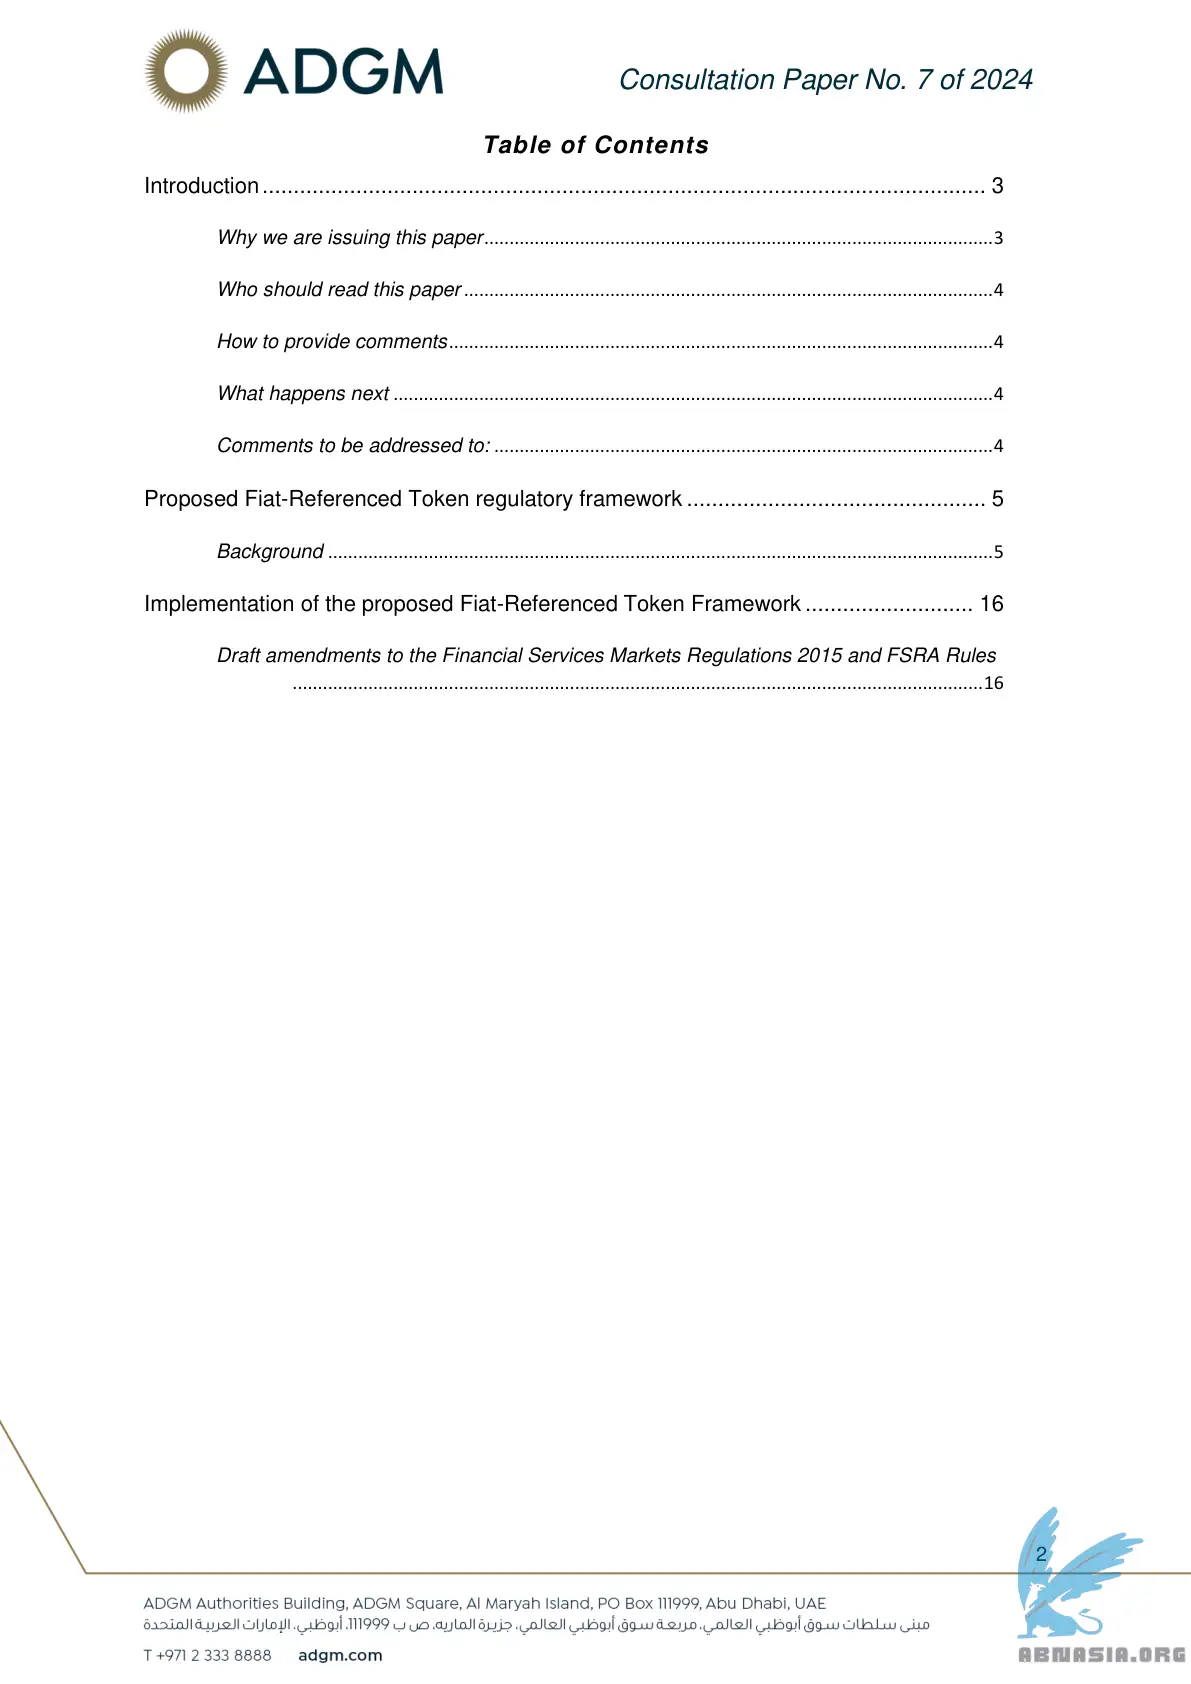 ADGM
Consultation Paper No. 7 of 2024
Table of Contents
Introduction........................................................................................................................ 3
Why we are issuing this paper.....................................................................................................3
Who should read this paper .........................................................................................................4
How to provide comments............................................................................................................4
What happens next .......................................................................................................................4
Comments to be addressed to: ...................................................................................................4
Proposed Fiat-Referenced Token regulatory framework ................................................ 5
Background ....................................................................................................................................5
Implementation of the proposed Fiat-Referenced Token Framework ........................... 16
Draft amendments to the Financial Services Markets Regulations 2015 and FSRA Rules
.........................................................................................................................................16
2
ADGM Authorities Building, ADGM Square, Al Maryah Island, PO Box 111999, Abu Dhabi, UAE
مبنى سلطات سوق أبوظبي العالمي، مربعة سوق أبوظبي العالمي، جزيرة الماريه، ص ب 111999، أبوظبي، الإمارات العربية المتحدة
T +971 2 333 8888 adgm.com
ABNASIA.ORG